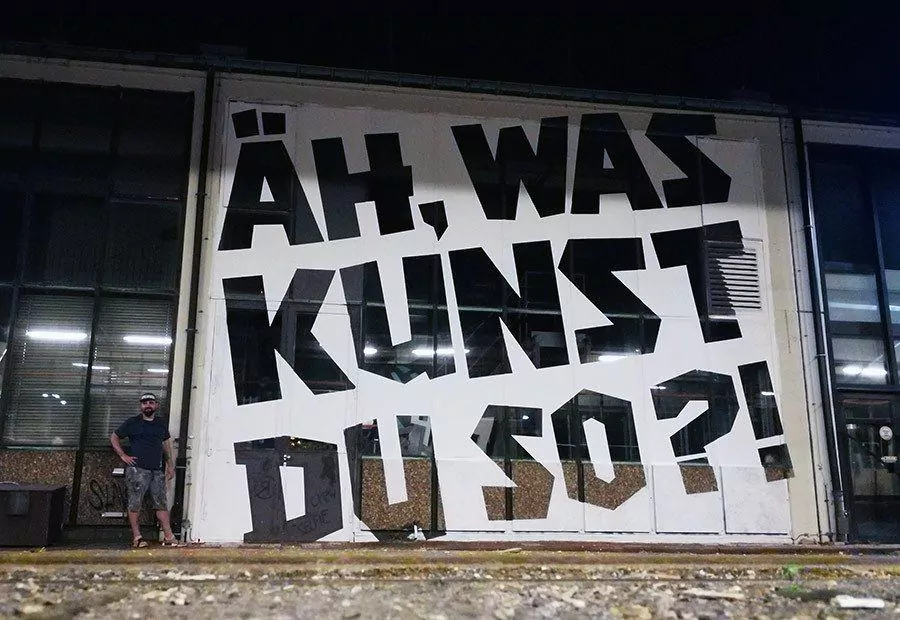 ÄH, WAS
KUNST
DU SO?!